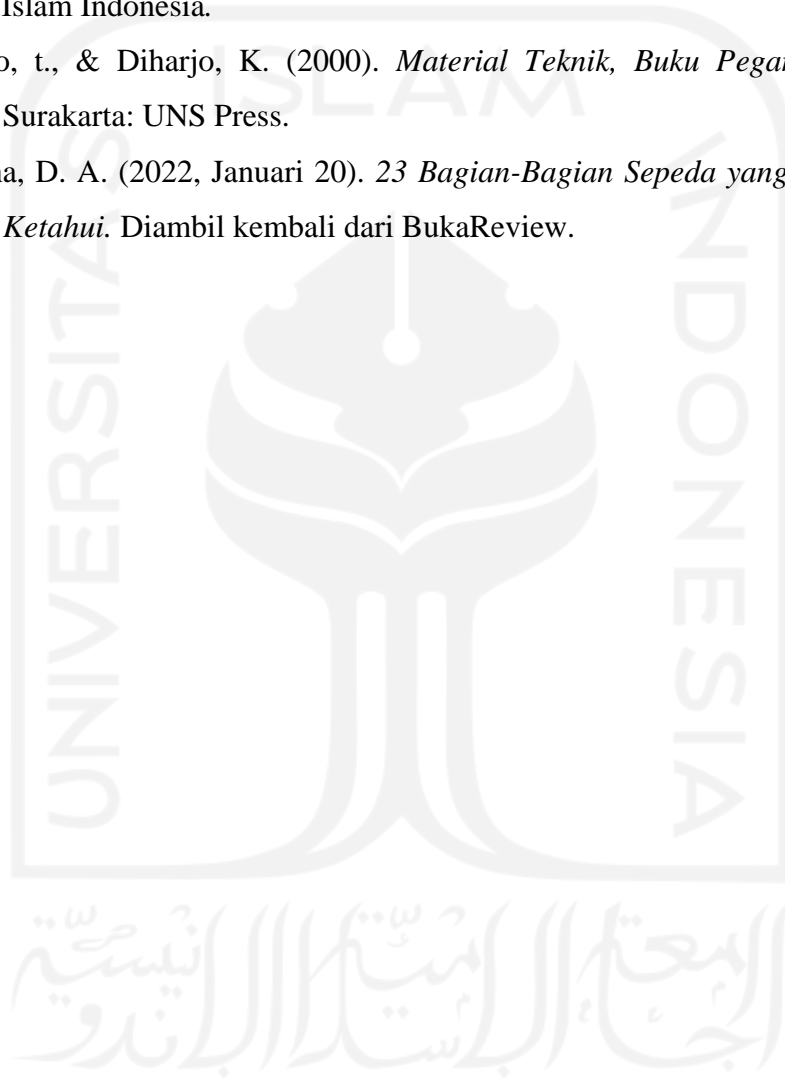 Islam Indonesia.
o, t., & Diharjo, K. (2000). Material Teknik, Buku Pegan
Surakarta: UNS Press.
na, D. A. (2022, Januari 20). 23 Bagian-Bagian Sepeda yang
Ketahui. Diambil kembali dari BukaReview.
ISLAM
UNIVERSITAS
INDONESIA